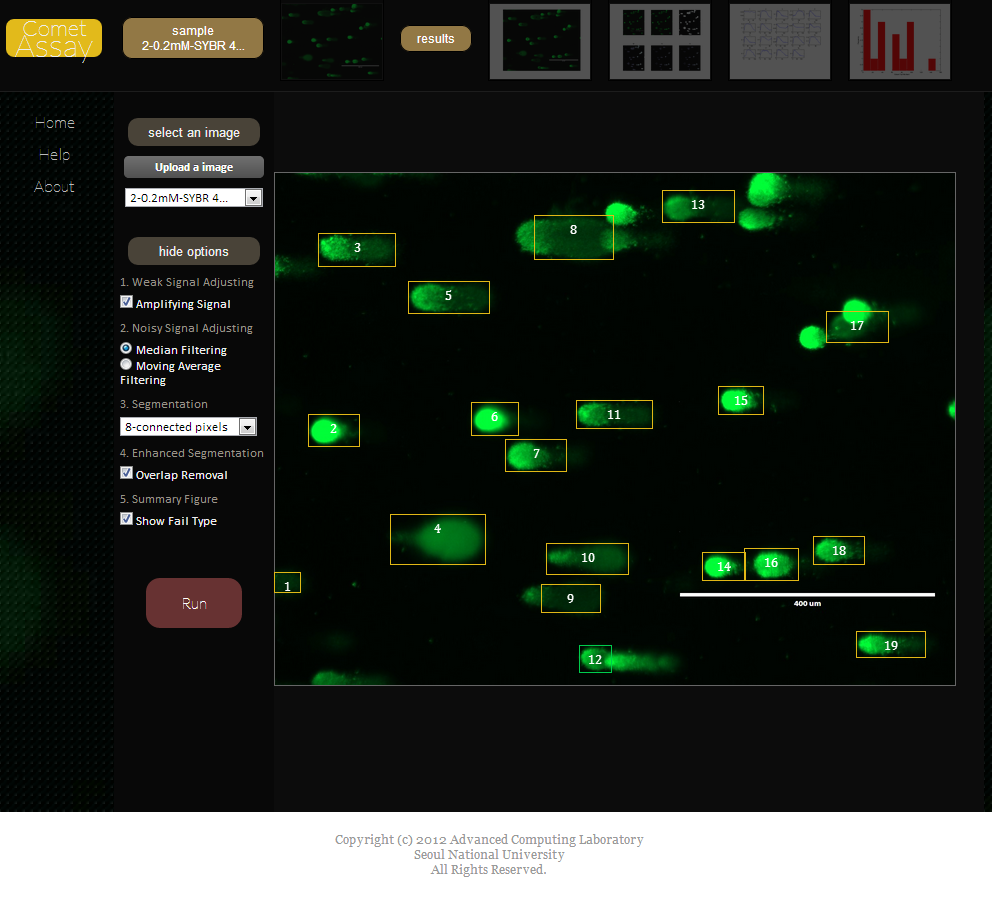 Comet
Assay
sample
2-0.2mM-SYBR 4...
results
Home
Help
About
select an image
Upload a image
2-0.2mM-SYBR 4...
hide options
1. Weak Signal Adjusting
Amplifying Signal
2. Noisy Signal Adjusting
Median Filtering
Moving Average
Filtering
3. Segmentation
8-connected pixels
4. Enhanced Segmentation
Overlap Removal
5. Summary Figure
Show Fail Type
Run
13
8
3
5
17
15
6
11
2
7
4
18
10
14
16
1
9
400 um
19
12
Copyright (c) 2012 Advanced Computing Laboratory
Seoul National University
All Rights Reserved.